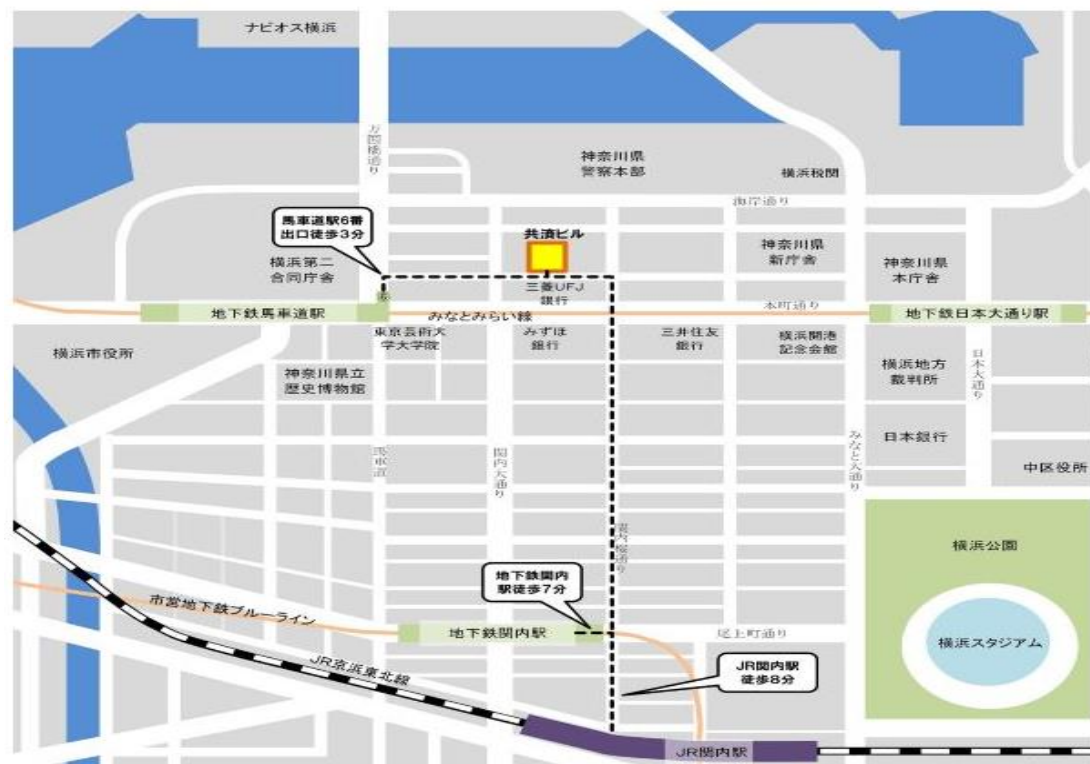 ナビオス横浜
万国橋通り
神奈川県
警察本部
横浜税関
海岸通り
馬車道駅6番
出口徒歩3分
共済ビル
横浜第二
合同庁舎
神奈川県
新庁舎
神奈川県
本庁舎
三菱UFJ
銀行
本町通り
地下鉄馬車道駅
みなとみらい線
地下鉄日本大通り駅
東京芸術大
学大学院
みずほ
銀行
三井住友
銀行
横浜開港
記念会館
横浜市役所
神奈川県立
歴史博物館
横浜地方
裁判所
日本大通り
日本銀行
馬車道
関内大通り
みなと大通り
中区役所
関内桜通り
横浜公園
地下鉄関内
駅徒歩7分
市営地下鉄ブルーライン
地下鉄関内駅
尾上町通り
横浜スタジアム
JR京浜東北線
JR関内駅
徒歩8分
JR関内駅